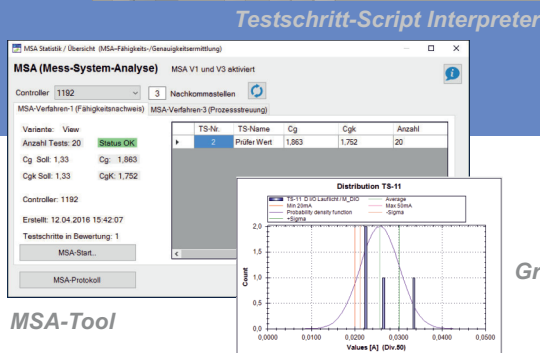 Testschritt-Script Interpreter
MSA Statistik / Übersicht (MSA-Fähigkeits-/Genauigkeitsermittlung)
MSA (Mess-System-Analyse) MSA V1 und V3 aktiviert
Controller 1192 3 Nachkommastellen
MSA-Verfahren-1 (Fähigkeitsnachweis) MSA-Verfahren-3 (Prozessstreuung)
Variante: View
Anzahl Tests: 20 Status OK
Cg Soll: 1,33 Cg: 1,863
Cgk Soll: 1,33 CgK: 1,752
Controller: 1192
Erstellt: 12.04.2016 15:42:07
Testschritte in Bewertung: 1
MSA-Start..
MSA-Protokoll
TS-Nr. TS-Name Cg Cgk Anzahl
2 Prüfer Wert 1,863 1,752 20
Distribution TS-11
TS-11 D I/O Lauflicht / M_DIO Average
Min 20mA Max 50mA
Probability density function -Sigma
+Sigma
Count
2,0
1,5
1,0
0,5
0,0
0,0000 0,0100 0,0200 0,0300 0,0400 0,0500
Values [A] (Div.50)
Gr
MSA-Tool